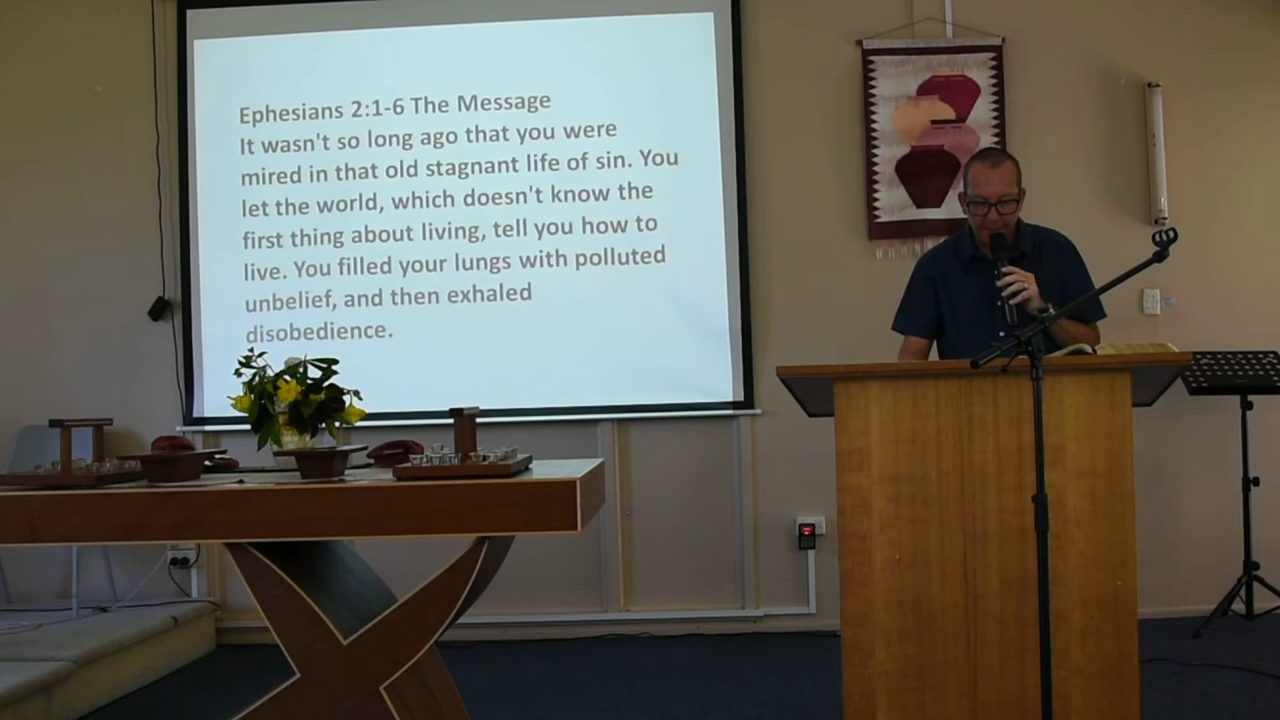 Ephesians 2:1-6 The Message
It wasn't so long ago that you were
mired in that old stagnant life of sin. You
let the world, which doesn't know the
first thing about living, tell you how to
live. You filled your lungs with polluted
unbelief, and then exhaled
disobedience.